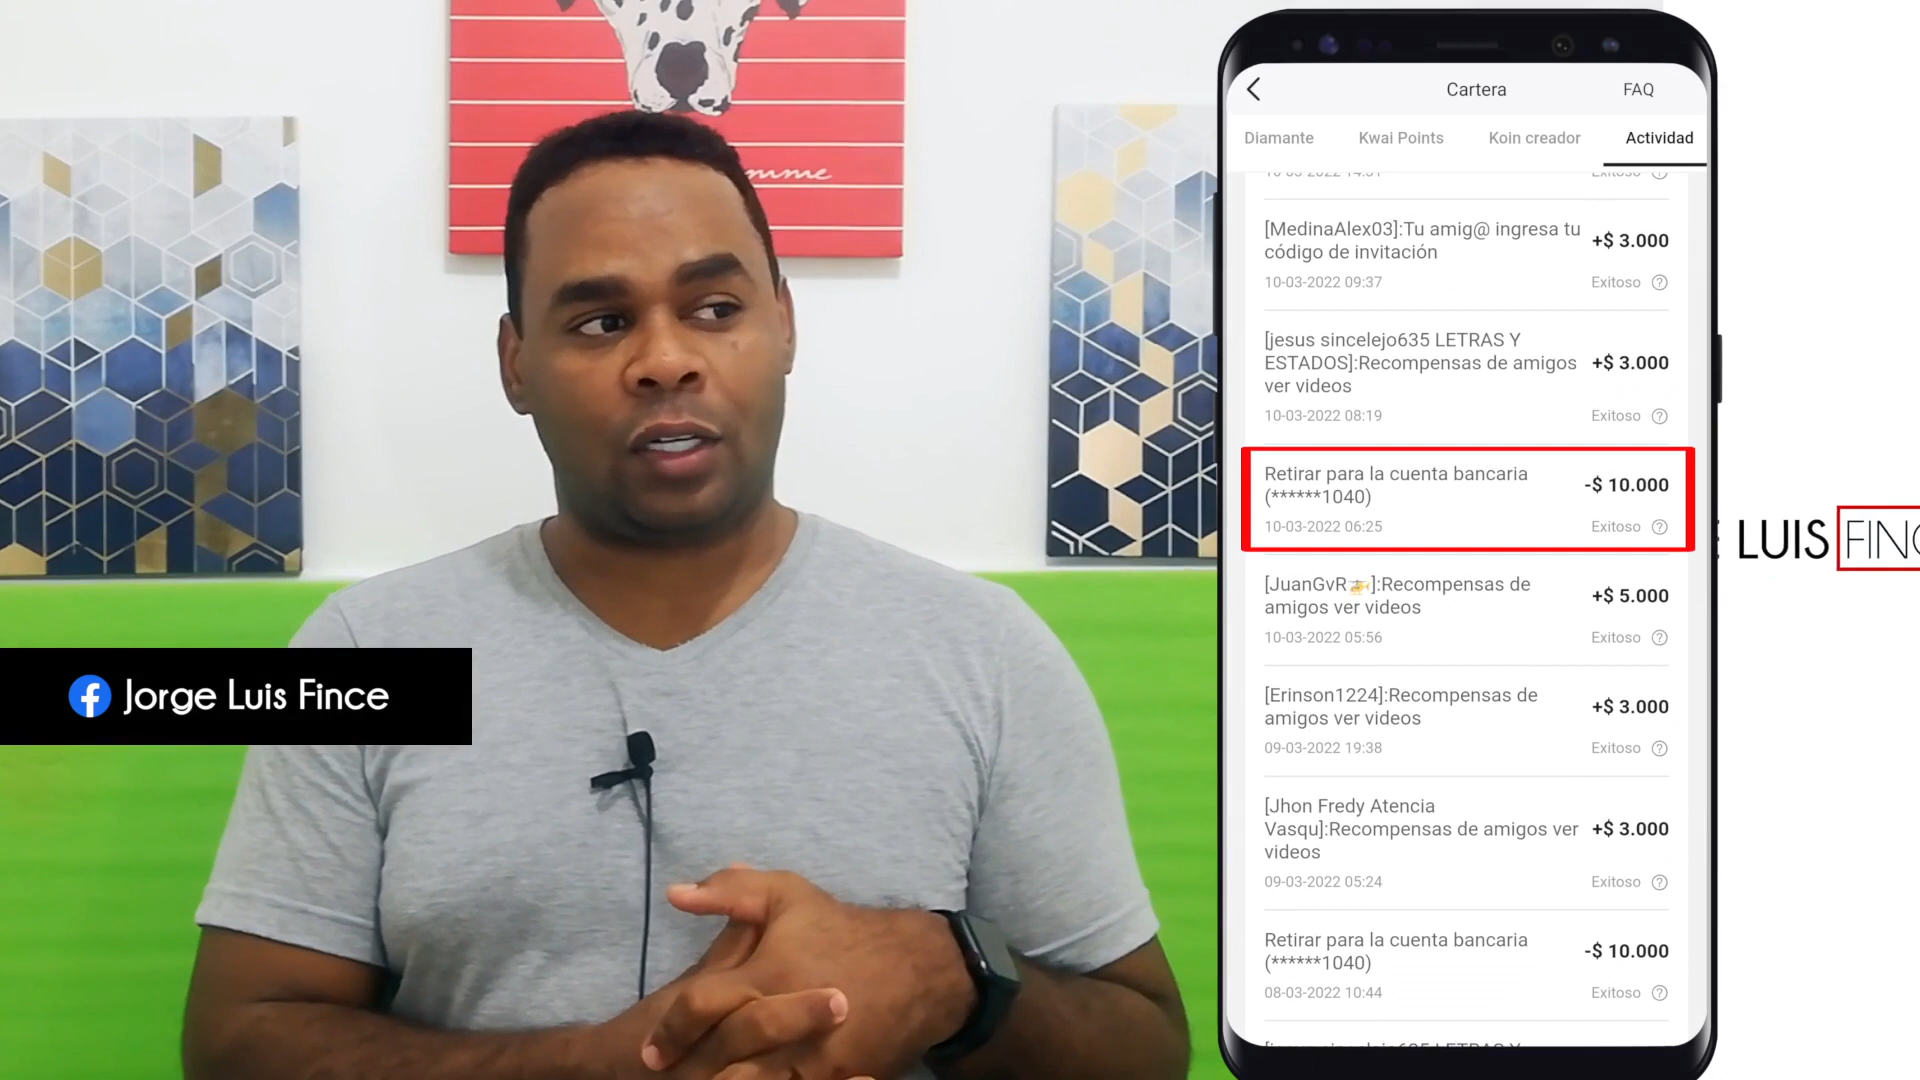 mme
Jorge Luis Fince
Cartera
FAQ
Diamante
Kwai Points
Koin creador
Actividad
[MedinaAlex03]:Tu amig@ ingresa tu
código de invitación
+$ 3.000
10-03-2022 09:37
Exitoso
[jesus sincelejo635 LETRAS Y
ESTADOS]:Recompensas de amigos
ver videos
+$ 3.000
10-03-2022 08:19
Exitoso
Retirar para la cuenta bancaria
(******1040)
-$ 10.000
10-03-2022 06:25
Exitoso
[JuanGvR🚁]:Recompensas de
amigos ver videos
+$ 5.000
10-03-2022 05:56
Exitoso
[Erinson1224]:Recompensas de
amigos ver videos
+$ 3.000
09-03-2022 19:38
Exitoso
[Jhon Fredy Atencia
Vasqu]:Recompensas de amigos ver
videos
+$ 3.000
09-03-2022 05:24
Exitoso
Retirar para la cuenta bancaria
(******1040)
-$ 10.000
08-03-2022 10:44
Exitoso
LUIS FINC